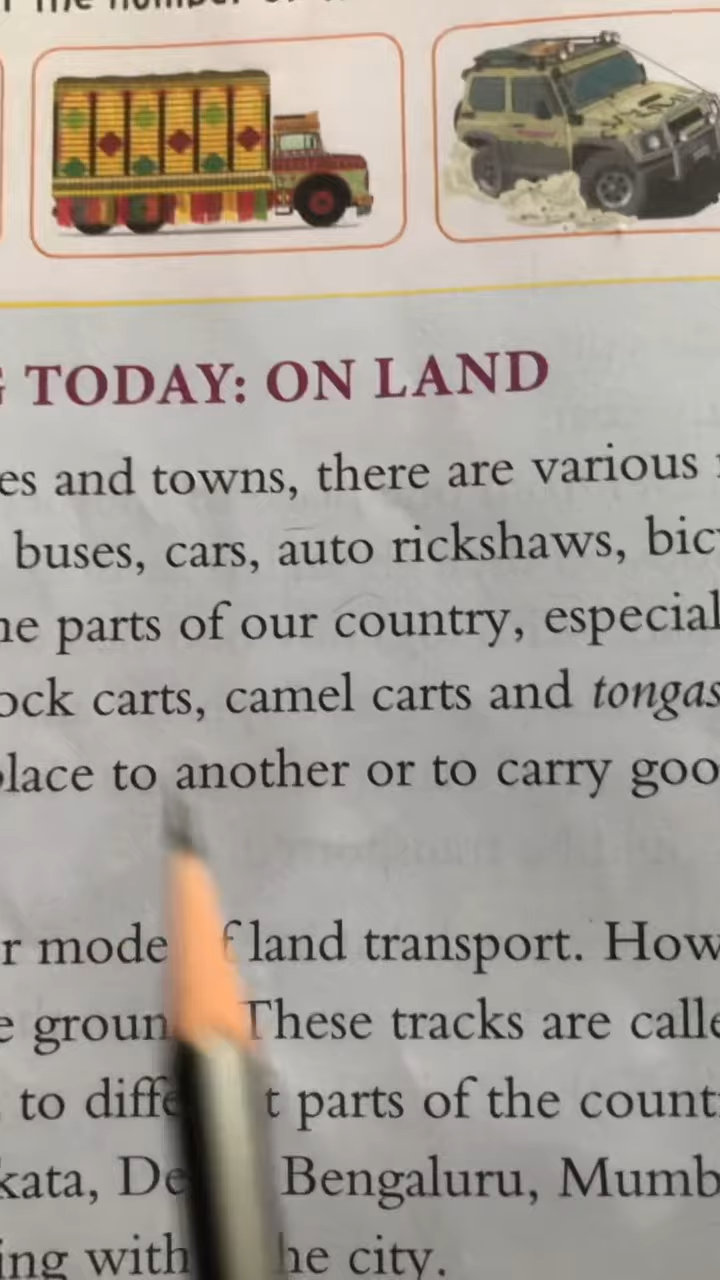 G TODAY: ON LAND
es and towns, there are various
buses, cars, auto rickshaws, bic
ne parts of our country, especial
ock carts, camel carts and tongas
place to another or to carry goo
r mode f land transport. How
e groun These tracks are calle
to diffe t parts of the count
kata, De Bengaluru, Mumb
ing with he city.